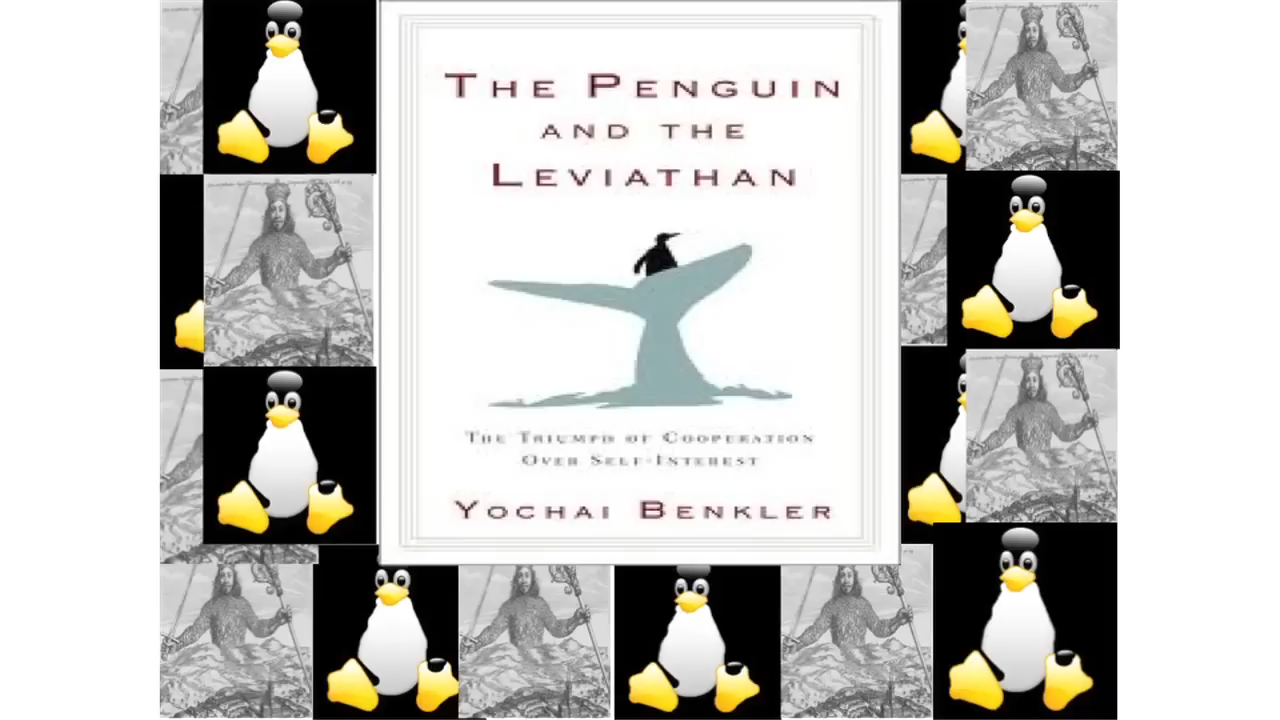 THE PENGUIN
AND THE
LEVIATHAN
THE TRIUMPH OF COOPERATION
OVER SELF-INTEREST
YOCHAI BENKLER